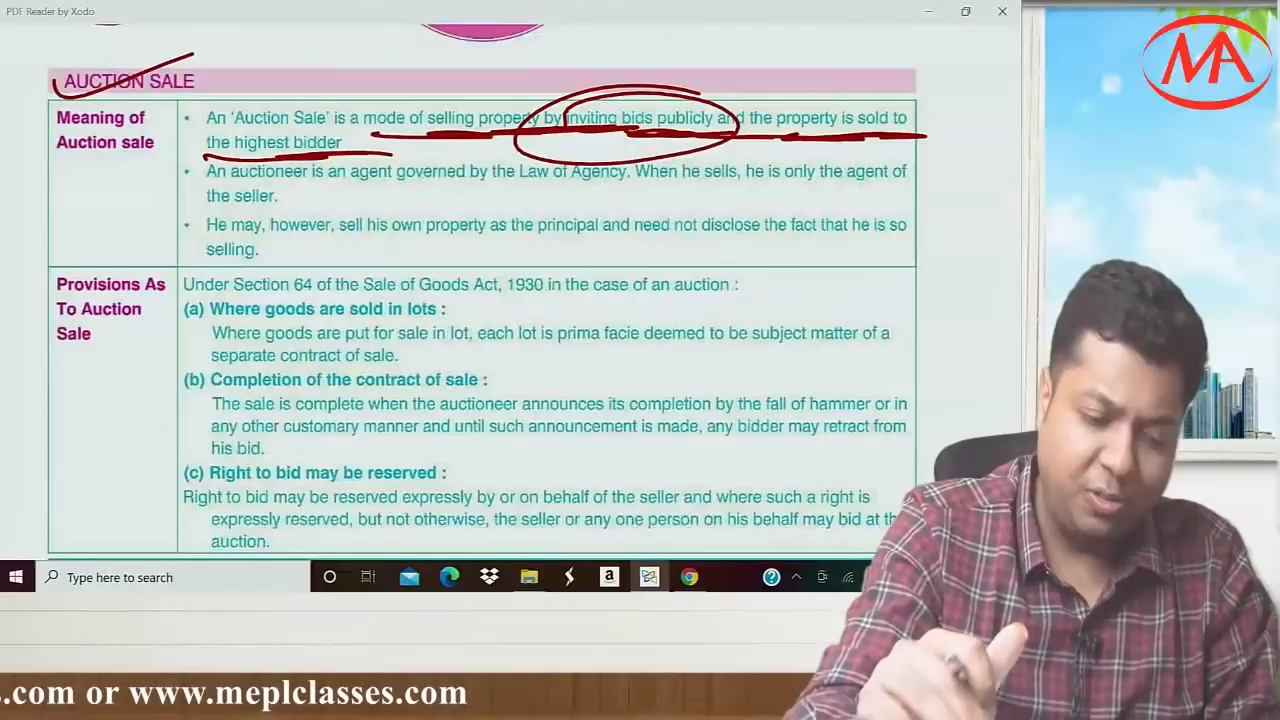 PDF Reader by Xodo
MA
AUCTION SALE
Meaning of Auction sale
• An ‘Auction Sale’ is a mode of selling property by inviting bids publicly and the property is sold to
the highest bidder
• An auctioneer is an agent governed by the Law of Agency. When he sells, he is only the agent of
the seller.
• He may, however, sell his own property as the principal and need not disclose the fact that he is so
selling.
Provisions As
To Auction
Sale
Under Section 64 of the Sale of Goods Act, 1930 in the case of an auction :
(a) Where goods are sold in lots :
Where goods are put for sale in lot, each lot is prima facie deemed to be subject matter of a
separate contract of sale.
(b) Completion of the contract of sale :
The sale is complete when the auctioneer announces its completion by the fall of hammer or in
any other customary manner and until such announcement is made, any bidder may retract from
his bid.
(c) Right to bid may be reserved :
Right to bid may be reserved expressly by or on behalf of the seller and where such a right is
expressly reserved, but not otherwise, the seller or any one person on his behalf may bid at th
auction.
Type here to search
a
s.com or www.meplclasses.com